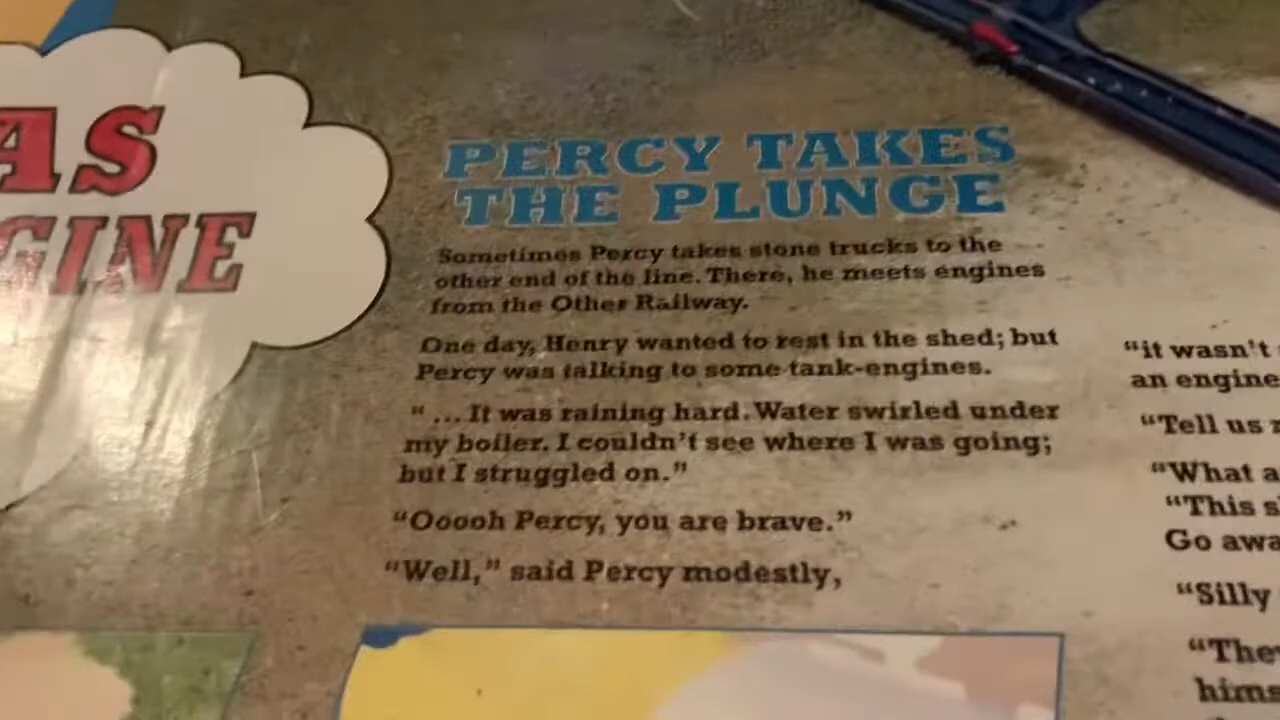 AS
GINE
PERCY TAKES
THE PLUNGE
Sometimes Percy takes stone trucks to the
other end of the line. There, he meets engines
from the Other Railway.
One day, Henry wanted to rest in the shed; but
Percy was talking to some tank-engines.
“ ... It was raining hard. Water swirled under
my boiler. I couldn’t see where I was going;
but I struggled on.”
“Ooooh Percy, you are brave.”
“Well,” said Percy modestly,
“it wasn’t
an engine
“Tell us
“What a
“This
Go
“Silly